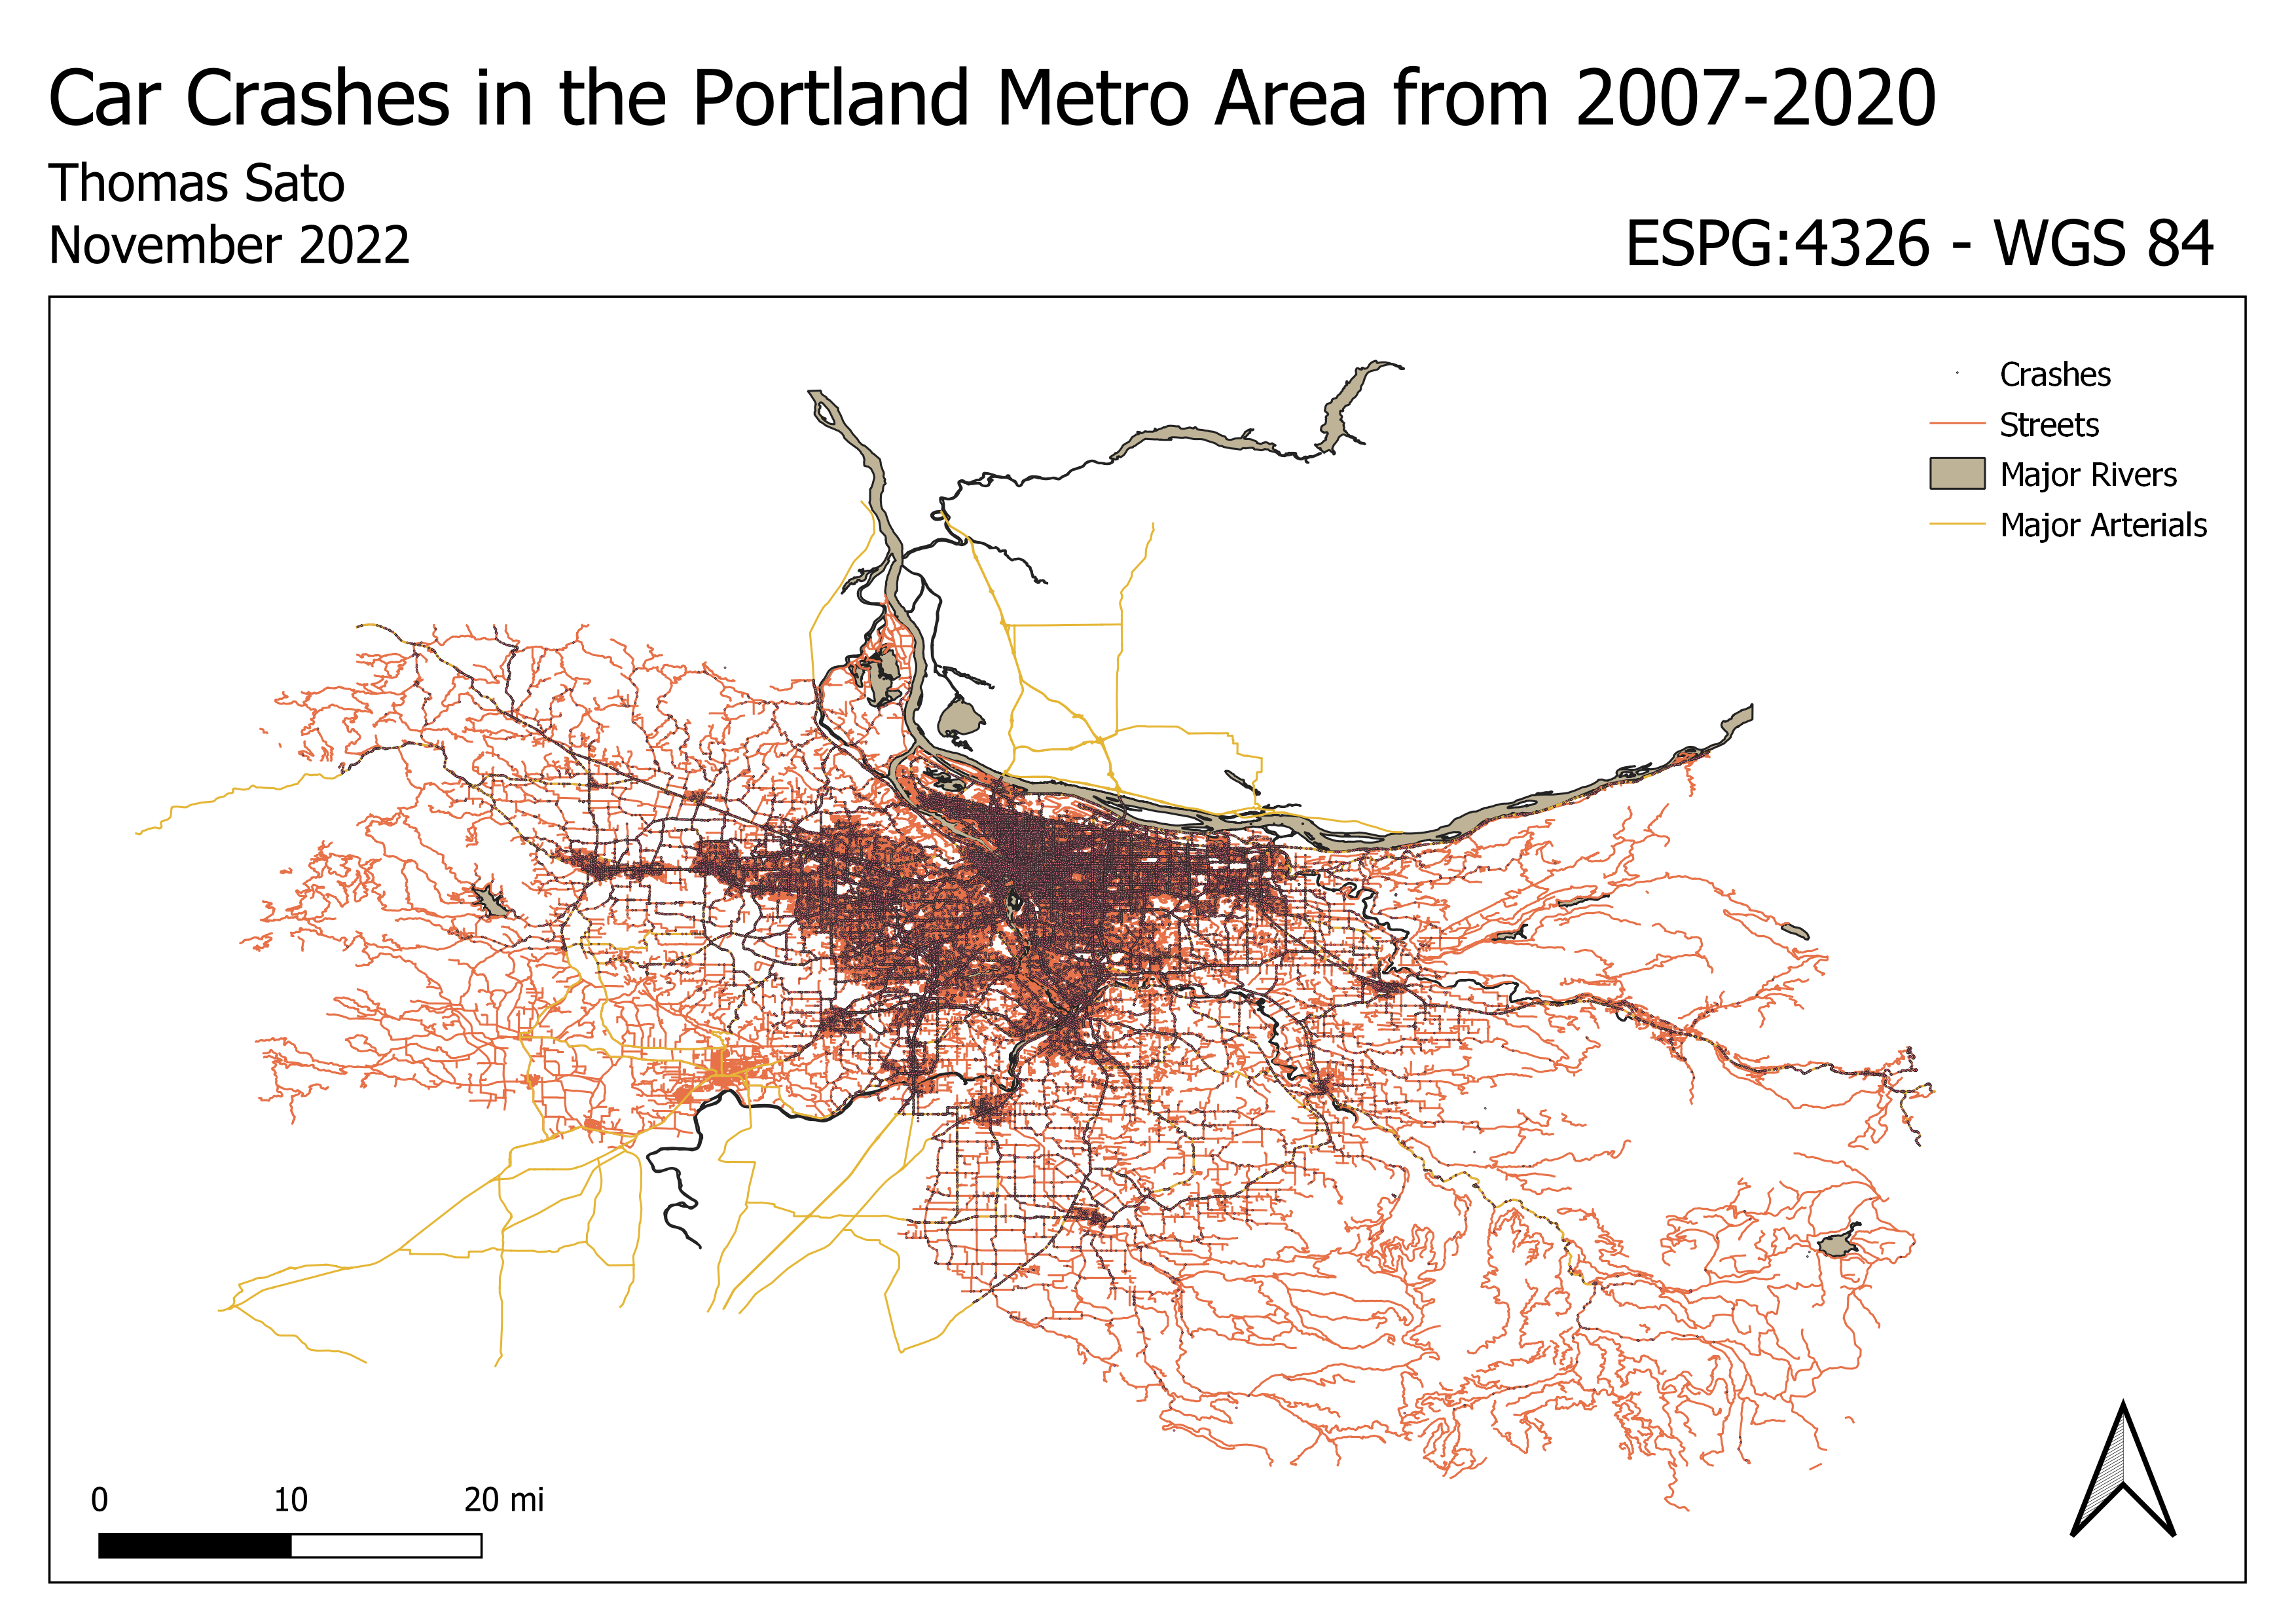 Car Crashes in the Portland Metro Area from 2007-2020
Thomas Sato
November 2022
ESPG:4326 - WGS 84
Crashes
Streets
Major Rivers
Major Arterials
0 10 20 mi